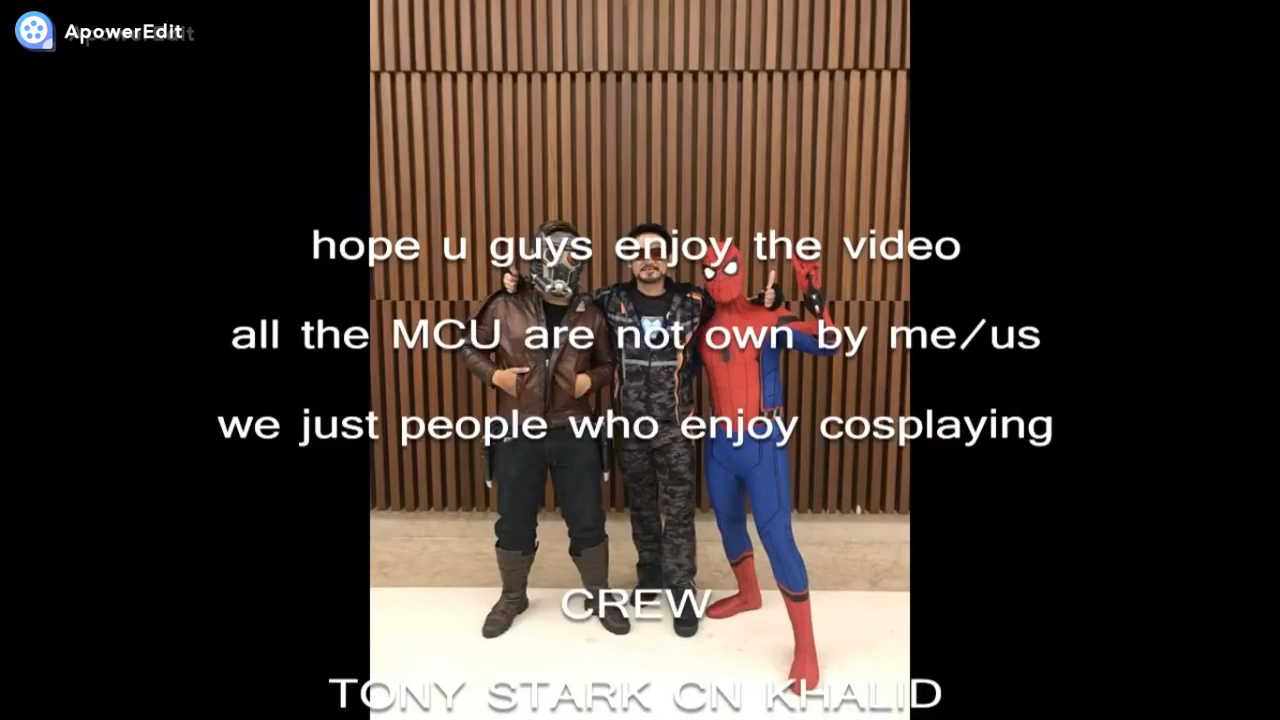 ApowerEdit
hope u guys enjoy the video
all the MCU are not own by me/us
we just people who enjoy cosplaying
CREW
TONY STARK CN KHALID